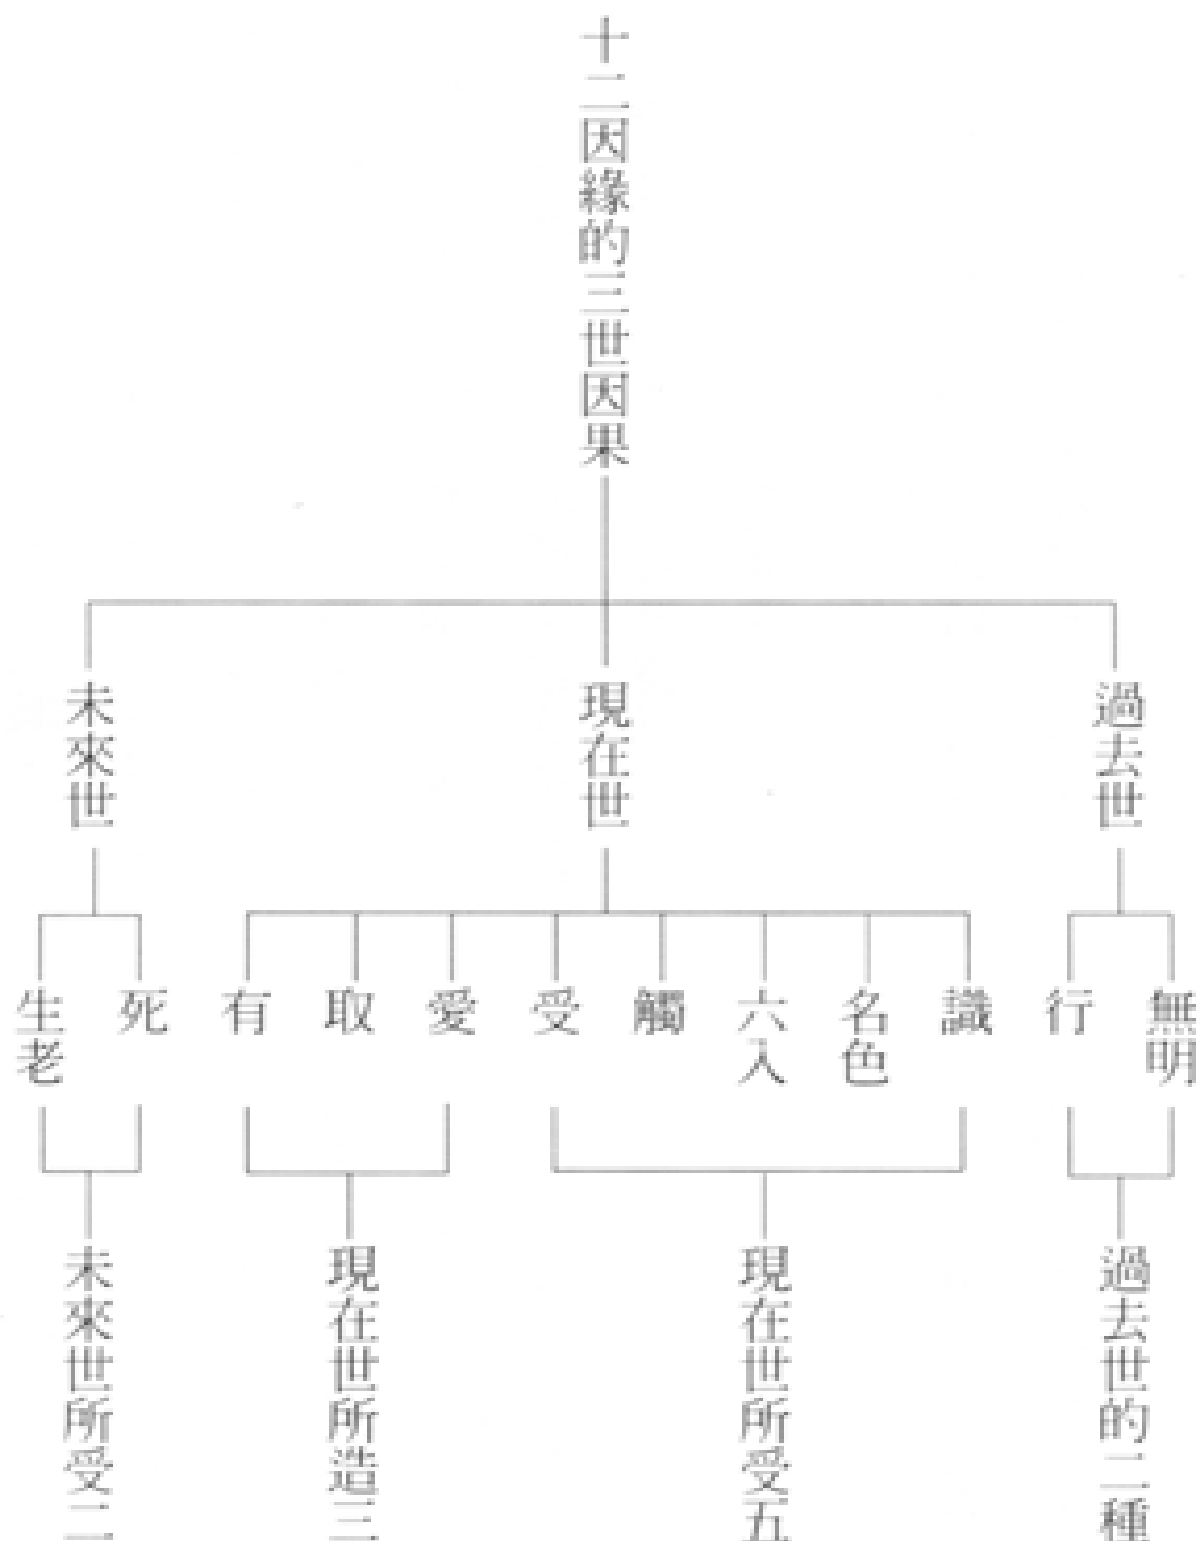 十二因緣的三世因果
過去世
現在世
未來世
無明
行
識
名色
六入
觸
受
愛
取
有
死
生老
過去世的二種
現在世所受五
現在世所造三
未來世所受二